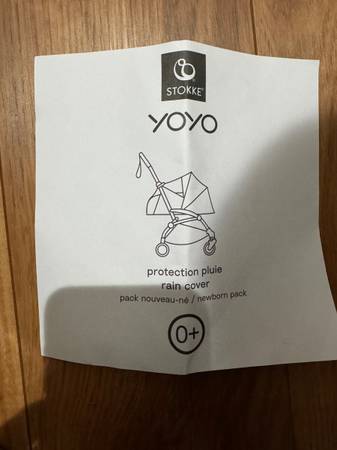 STOKKE®
YOYO
protection pluie
rain cover
pack nouveau-né / newborn pack
0+